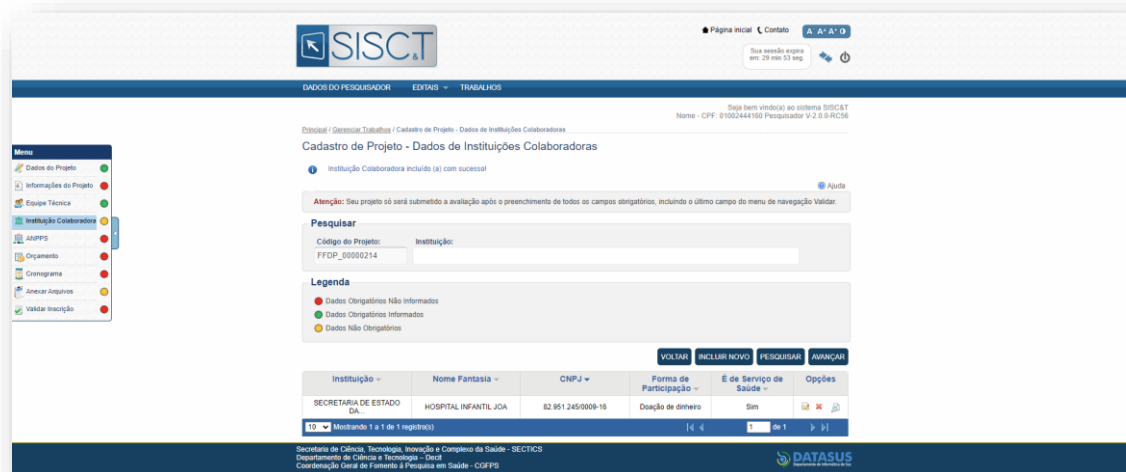 SISC&T
Página inicial Contato A- A+ A+
Sua sessão expira
em: 29 min 53 seg.
DADOS DO PESQUISADOR EDITAIS TRABALHOS
Seja bem vindo(a) ao sistema SISC&T
Nome - CPF: 01002444160 Pesquisador V-2.0.9-RC56
Principal / Gerenciar Trabalhos / Cadastro de Projeto - Dados de Instituições Colaboradoras
Cadastro de Projeto - Dados de Instituições Colaboradoras
Menu
Dados do Projeto
Informações do Projeto
Equipe Técnica
Instituição Colaboradora
ANPPS
Orçamento
Cronograma
Anexar Arquivos
Validar Inscrição
Instituição Colaboradora incluído (a) com sucesso!
Ajuda
Atenção: Seu projeto só será submetido a avaliação após o preenchimento de todos os campos obrigatórios, incluindo o último campo do menu de navegação Validar.
Pesquisar
Código do Projeto: Instituição:
FFDP_00000214
Legenda
Dados Obrigatórios Não Informados
Dados Obrigatórios Informados
Dados Não Obrigatórios
VOLTAR INCLUIR NOVO PESQUISAR AVANÇAR
Instituição Nome Fantasia CNPJ Forma de Participação É de Serviço de Saúde Opções
SECRETARIA DE ESTADO DA... HOSPITAL INFANTIL JOA 82.951.245/0009-16 Doação de dinheiro Sim
10 Mostrando 1 a 1 de 1 registro(s) 1 de 1
Secretaria de Ciência, Tecnologia, Inovação e Complexo da Saúde - SECTICS
Departamento de Ciência e Tecnologia – Decit
Coordenação Geral de Fomento à Pesquisa em Saúde - CGFPS
DATASUS
Departamento de Informática do SUS